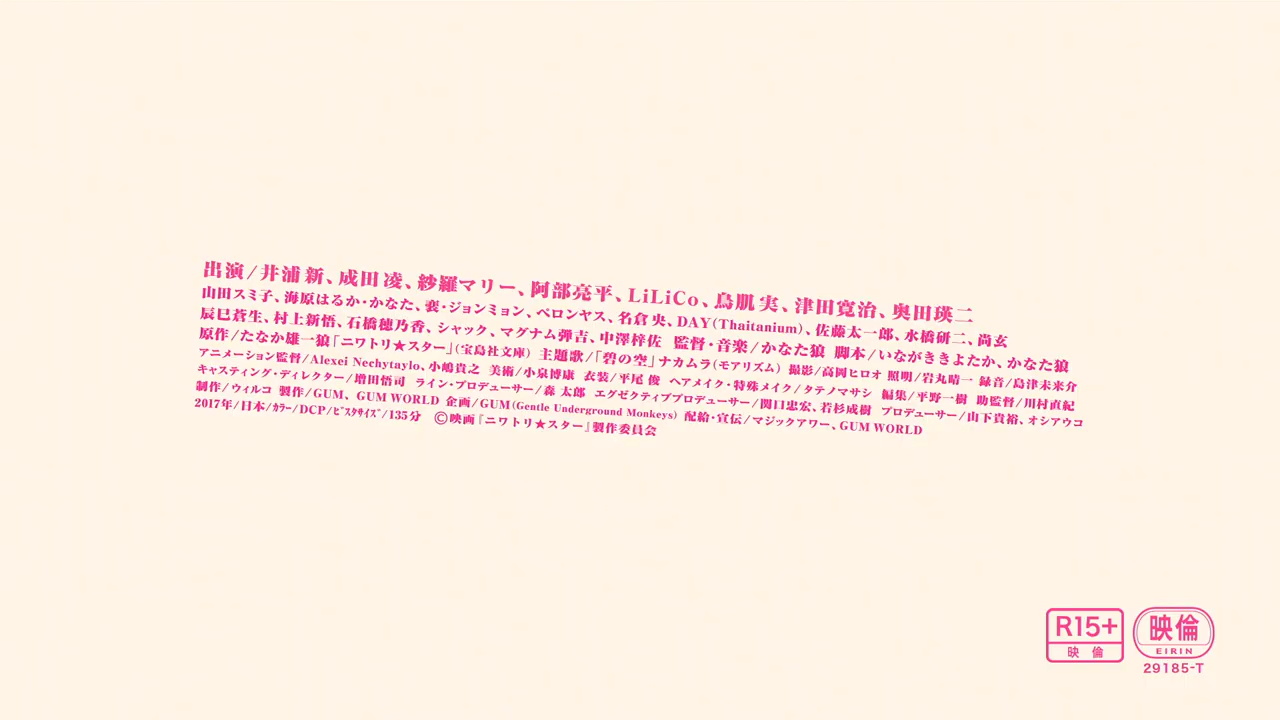 出演/井浦 新、成田 凌、紗羅マリー、阿部亮平、LiLiCo、鳥肌 実、津田寛治、奥田瑛二
山田スミ子、海原はるか・かなた、裵・ジョンミョン、ペロンヤス、名倉 央、DAY(Thaitanium)、佐藤太一郎、水橋研二、尚玄
辰巳蒼生、村上新悟、石橋穂乃香、シャック、マグナム弾吉、中澤梓佐 監督・音楽/かなた狼 脚本/いながききよたか、かなた狼
原作/たなか雄一狼「ニワトリ★スター」(宝島社文庫) 主題歌/「碧の空」ナカムラ(モアリズム) 撮影/高岡ヒロオ 照明/岩丸晴一 録音/島津未来介
アニメーション監督/Alexei Nechytaylo、小嶋貴之 美術/小泉博康 衣装/平尾 俊 ヘアメイク・特殊メイク/タテノマサシ 編集/平野一樹 助監督/川村直紀
キャスティング・ディレクター/増田悟司 ライン・プロデューサー/森 太郎 エグゼクティブプロデューサー/関口忠宏、若杉成樹 プロデューサー/山下貴裕、オシアウコ
制作/ウィルコ 製作/GUM、GUM WORLD 企画/GUM(Gentle Underground Monkeys) 配給・宣伝/マジックアワー、GUM WORLD
2017年/日本/ｶﾗｰ/DCP/ﾋﾞｽﾀｻｲｽﾞ/135分 ©映画『ニワトリ★スター』製作委員会
R15+
映倫
映倫
EIRIN
29185-T